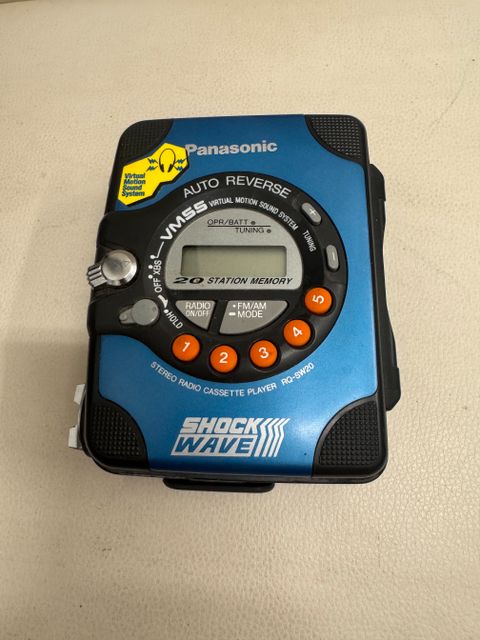 Panasonic
Virtual
Motion
Sound
System
AUTO REVERSE
VMSS VIRTUAL MOTION SOUND SYSTEM
OPR/BATT
TUNING
+
TUNING
−
OFF XBS
20 STATION MEMORY
RADIO
ON/OFF
FM/AM
MODE
HOLD
1
2
3
4
5
STEREO RADIO CASSETTE PLAYER RQ-SW20
SHOCK
WAVE